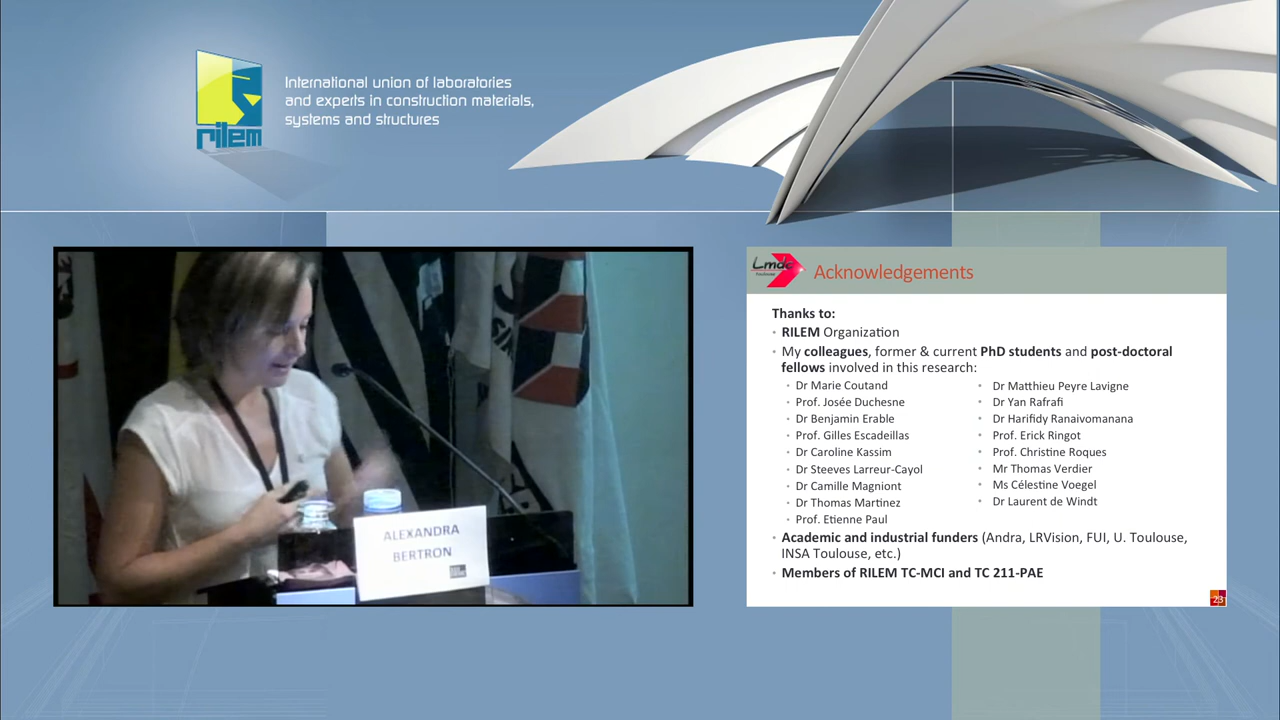 International union of laboratories
and experts in construction materials,
systems and structures
rilem
ALEXANDRA
BERTRON
Lmdc
toulouse
Acknowledgements
Thanks to:
• RILEM Organization
• My colleagues, former & current PhD students and post-doctoral
fellows involved in this research:
• Dr Marie Coutand
• Prof. Josée Duchesne
• Dr Benjamin Erable
• Prof. Gilles Escadeillas
• Dr Caroline Kassim
• Dr Steeves Larreur-Cayol
• Dr Camille Magniont
• Dr Thomas Martinez
• Prof. Etienne Paul
• Dr Matthieu Peyre Lavigne
• Dr Yan Rafrafi
• Dr Harifidy Ranaivomanana
• Prof. Erick Ringot
• Prof. Christine Roques
• Mr Thomas Verdier
• Ms Célestine Voegel
• Dr Laurent de Windt
• Academic and industrial funders (Andra, LRVision, FUI, U. Toulouse,
INSA Toulouse, etc.)
• Members of RILEM TC-MCI and TC 211-PAE
23